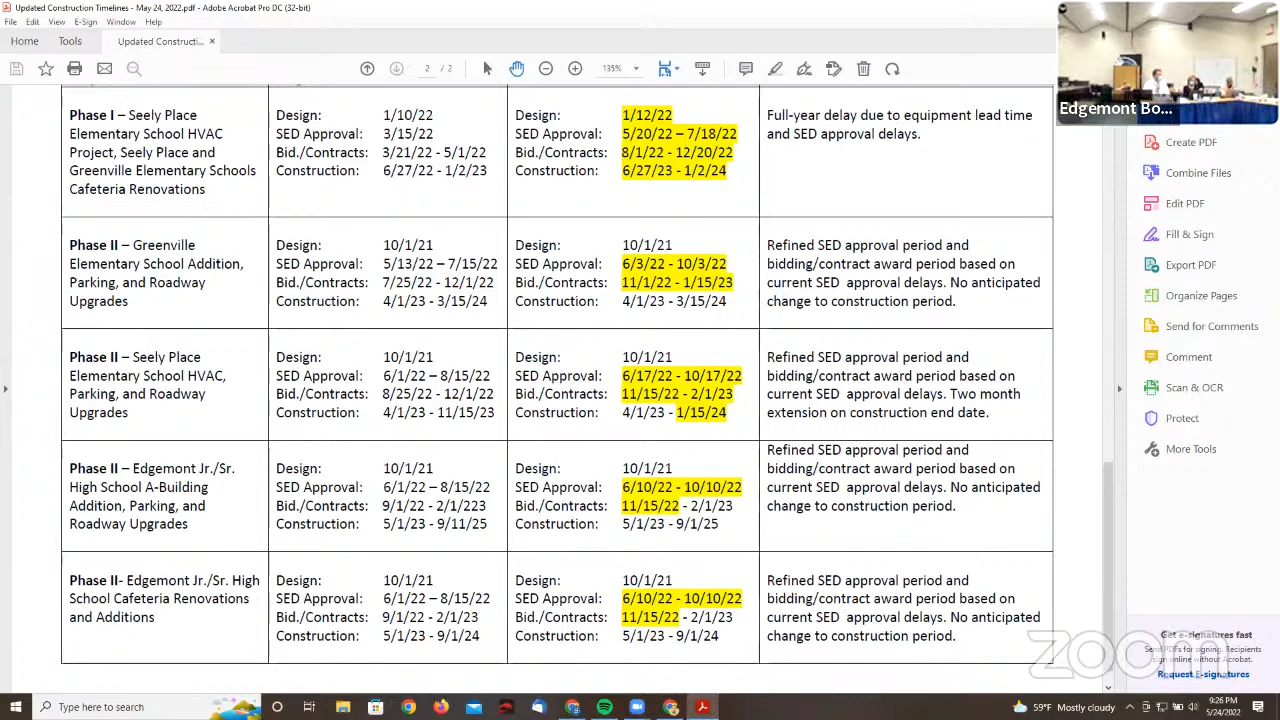 Updated Construction Timelines - May 24, 2022.pdf - Adobe Acrobat Pro DC (32-bit)
File Edit View E-Sign Window Help
Home Tools Updated Constructi... ×
2 / 2 135%
Edgemont Bo...
Phase I – Seely Place
Elementary School HVAC
Project, Seely Place and
Greenville Elementary Schools
Cafeteria Renovations
Design: 1/10/22
SED Approval: 3/15/22
Bid./Contracts: 3/21/22 - 5/1/22
Construction: 6/27/22 - 1/2/23
Design: 1/12/22
SED Approval: 5/20/22 – 7/18/22
Bid./Contracts: 8/1/22 - 12/20/22
Construction: 6/27/23 - 1/2/24
Full-year delay due to equipment lead time
and SED approval delays.
Phase II – Greenville
Elementary School Addition,
Parking, and Roadway
Upgrades
Design: 10/1/21
SED Approval: 5/13/22 – 7/15/22
Bid./Contracts: 7/25/22 - 12/1/22
Construction: 4/1/23 - 3/15/24
Design: 10/1/21
SED Approval: 6/3/22 - 10/3/22
Bid./Contracts: 11/1/22 - 1/15/23
Construction: 4/1/23 - 3/15/24
Refined SED approval period and
bidding/contract award period based on
current SED approval delays. No anticipated
change to construction period.
Phase II – Seely Place
Elementary School HVAC,
Parking, and Roadway
Upgrades
Design: 10/1/21
SED Approval: 6/1/22 – 8/15/22
Bid./Contracts: 8/25/22 - 12/1/22
Construction: 4/1/23 - 11/15/23
Design: 10/1/21
SED Approval: 6/17/22 - 10/17/22
Bid./Contracts: 11/15/22 - 2/1/23
Construction: 4/1/23 - 1/15/24
Refined SED approval period and
bidding/contract award period based on
current SED approval delays. Two month
extension on construction end date.
Phase II – Edgemont Jr./Sr.
High School A-Building
Addition, Parking, and
Roadway Upgrades
Design: 10/1/21
SED Approval: 6/1/22 – 8/15/22
Bid./Contracts: 9/1/22 - 2/1/223
Construction: 5/1/23 - 9/11/25
Design: 10/1/21
SED Approval: 6/10/22 - 10/10/22
Bid./Contracts: 11/15/22 - 2/1/23
Construction: 5/1/23 - 9/1/25
Refined SED approval period and
bidding/contract award period based on
current SED approval delays. No anticipated
change to construction period.
Phase II- Edgemont Jr./Sr. High
School Cafeteria Renovations
and Additions
Design: 10/1/21
SED Approval: 6/1/22 – 8/15/22
Bid./Contracts: 9/1/22 - 2/1/23
Construction: 5/1/23 - 9/1/24
Design: 10/1/21
SED Approval: 6/10/22 - 10/10/22
Bid./Contracts: 11/15/22 - 2/1/23
Construction: 5/1/23 - 9/1/24
Refined SED approval period and
bidding/contract award period based on
current SED approval delays. No anticipated
change to construction period.
Create PDF
Combine Files
Edit PDF
Fill & Sign
Export PDF
Organize Pages
Send for Comments
Comment
Scan & OCR
Protect
More Tools
Get e-signatures fast
Send PDFs for signing. Recipients
sign online without Acrobat.
Request E-signatures
zoom
Type here to search
59°F Mostly cloudy
9:26 PM
5/24/2022